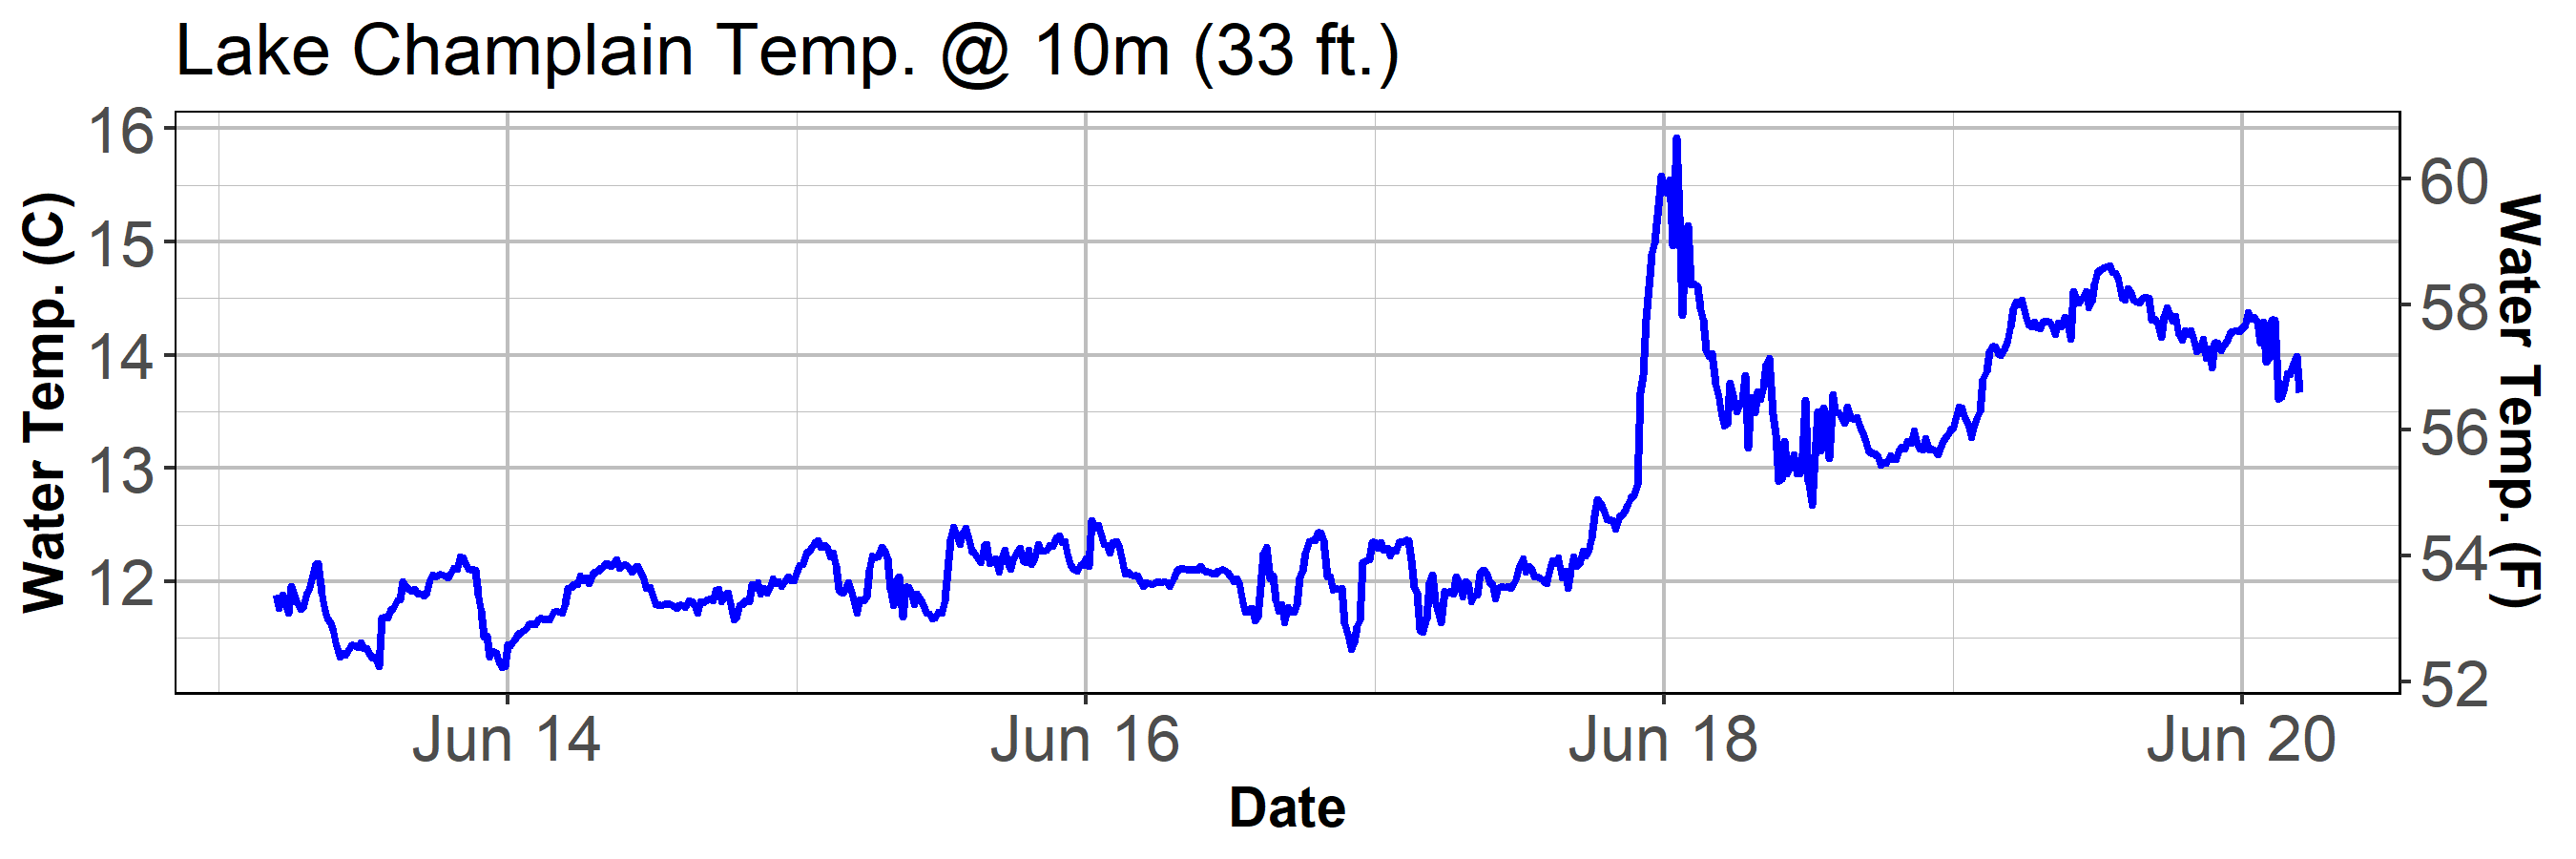 Lake Champlain Temp. @ 10m (33 ft.)
Water Temp. (C)
16
15
14
13
12
60
58
56
54
52
Water Temp. (F)
Jun 14
Jun 16
Jun 18
Jun 20
Date